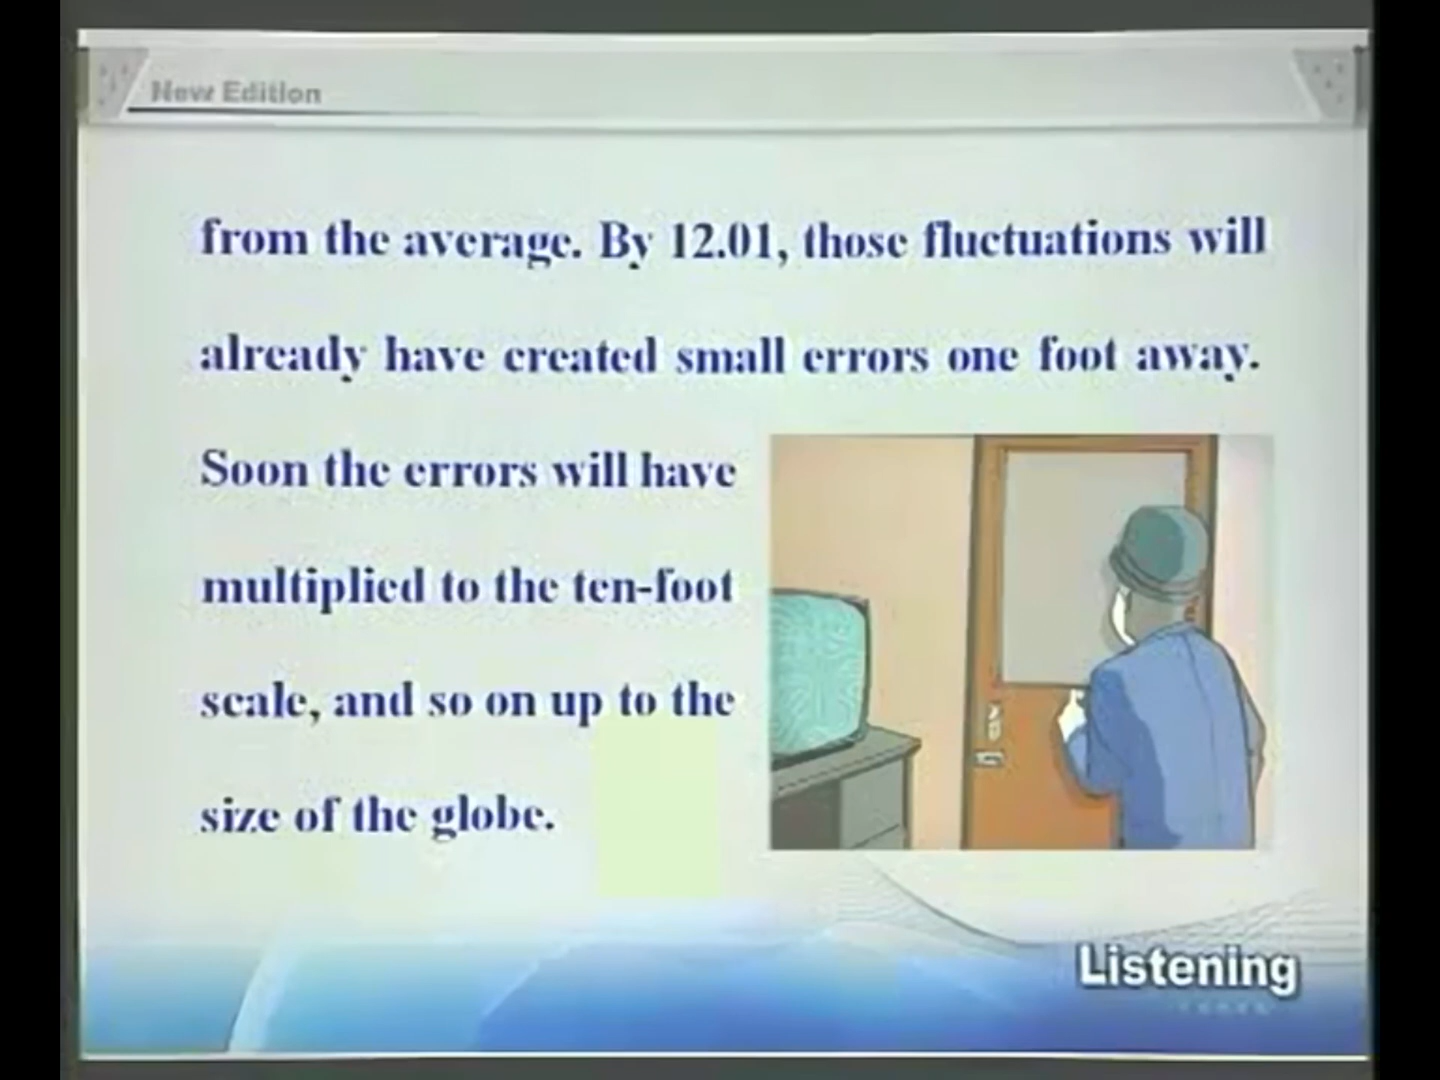 New Edition
from the average. By 12.01, those fluctuations will
already have created small errors one foot away.
Soon the errors will have
multiplied to the ten-foot
scale, and so on up to the
size of the globe.
Listening